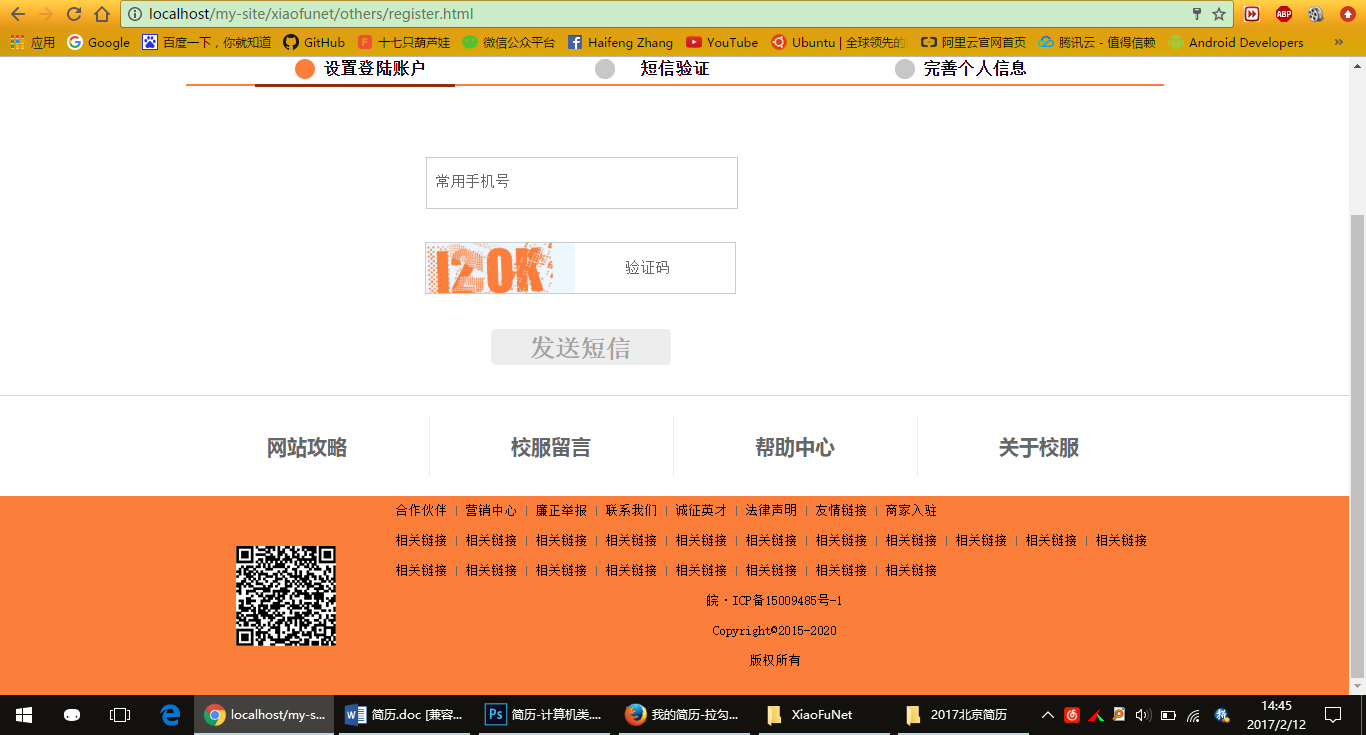 localhost/my-site/xiaofunet/others/register.html
应用 Google 百度一下，你就知道 GitHub 十七只葫芦娃 微信公众平台 Haifeng Zhang YouTube Ubuntu | 全球领先的 阿里云官网首页 腾讯云 - 值得信赖 Android Developers »
设置登陆账户 短信验证 完善个人信息
常用手机号
120K 验证码
发送短信
网站攻略 校服留言 帮助中心 关于校服
合作伙伴 | 营销中心 | 廉正举报 | 联系我们 | 诚征英才 | 法律声明 | 友情链接 | 商家入驻
相关链接 | 相关链接 | 相关链接 | 相关链接 | 相关链接 | 相关链接 | 相关链接 | 相关链接 | 相关链接 | 相关链接 | 相关链接
相关链接 | 相关链接 | 相关链接 | 相关链接 | 相关链接 | 相关链接 | 相关链接 | 相关链接
皖·ICP备15009485号-1
Copyright©2015-2020
版权所有
localhost/my-s... 简历.doc [兼容... 简历-计算机类.... 我的简历-拉勾... XiaoFuNet 2017北京简历 14:45
2017/2/12